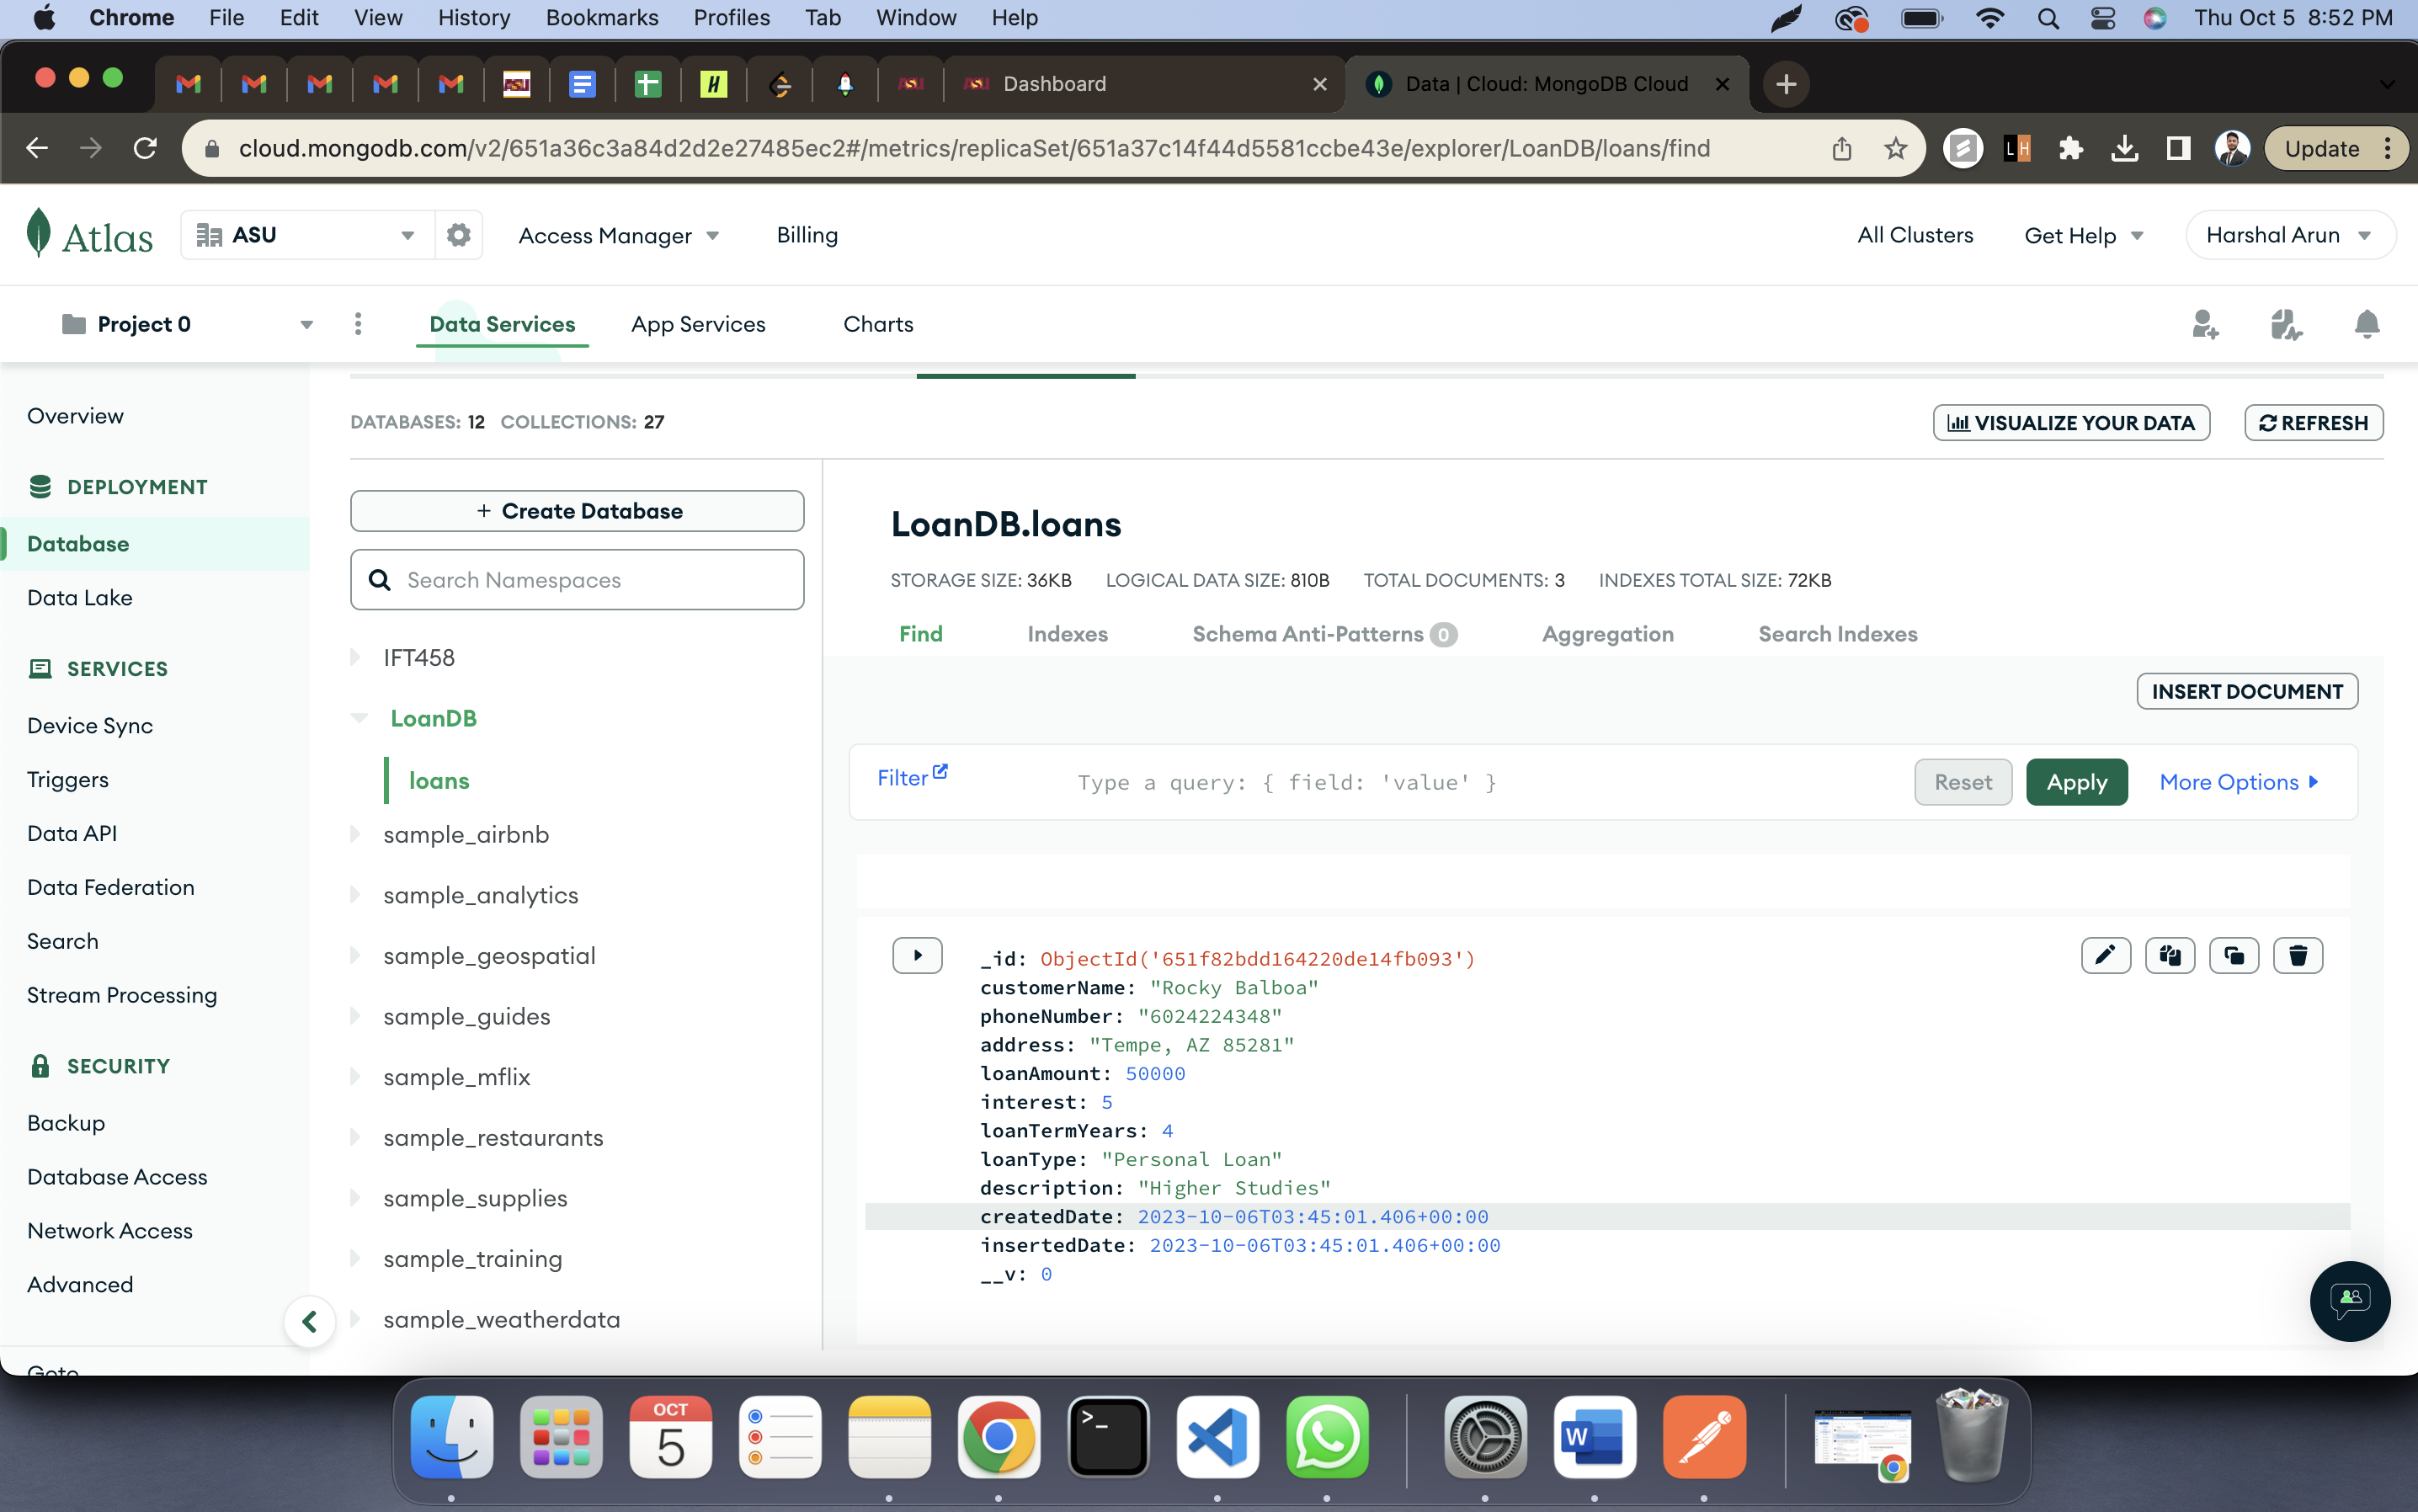 Chrome File Edit View History Bookmarks Profiles Tab Window Help Thu Oct 5 8:52 PM
Dashboard Data | Cloud: MongoDB Cloud
cloud.mongodb.com/v2/651a36c3a84d2d2e27485ec2#/metrics/replicaSet/651a37c14f44d5581ccbe43e/explorer/LoanDB/loans/find Update
Atlas ASU Access Manager Billing All Clusters Get Help Harshal Arun
Project 0 Data Services App Services Charts
Overview
DEPLOYMENT
Database
Data Lake
SERVICES
Device Sync
Triggers
Data API
Data Federation
Search
Stream Processing
SECURITY
Backup
Database Access
Network Access
Advanced
Goto
DATABASES: 12 COLLECTIONS: 27
VISUALIZE YOUR DATA REFRESH
+ Create Database
Search Namespaces
IFT458
LoanDB
loans
sample_airbnb
sample_analytics
sample_geospatial
sample_guides
sample_mflix
sample_restaurants
sample_supplies
sample_training
sample_weatherdata
LoanDB.loans
STORAGE SIZE: 36KB LOGICAL DATA SIZE: 810B TOTAL DOCUMENTS: 3 INDEXES TOTAL SIZE: 72KB
Find Indexes Schema Anti-Patterns 0 Aggregation Search Indexes
INSERT DOCUMENT
Filter Type a query: { field: 'value' } Reset Apply More Options
_id: ObjectId('651f82bdd164220de14fb093')
customerName: "Rocky Balboa"
phoneNumber: "6024224348"
address: "Tempe, AZ 85281"
loanAmount: 50000
interest: 5
loanTermYears: 4
loanType: "Personal Loan"
description: "Higher Studies"
createdDate: 2023-10-06T03:45:01.406+00:00
insertedDate: 2023-10-06T03:45:01.406+00:00
__v: 0
OCT
5
>_
W